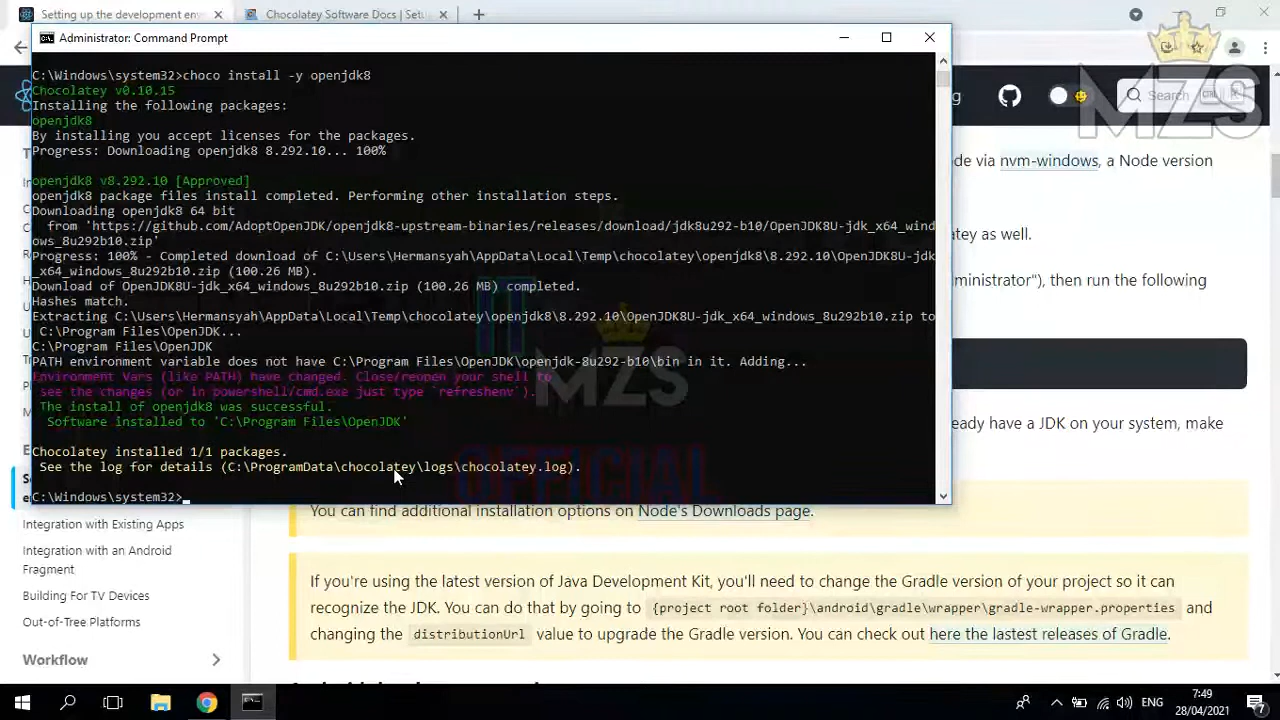 Setting up the development en
Chocolatey Software Docs | Set
Administrator: Command Prompt
C:\Windows\system32>choco install -y openjdk8
Chocolatey v0.10.15
Installing the following packages:
openjdk8
By installing you accept licenses for the packages.
Progress: Downloading openjdk8 8.292.10... 100%
openjdk8 v8.292.10 [Approved]
openjdk8 package files install completed. Performing other installation steps.
Downloading openjdk8 64 bit
from 'https://github.com/AdoptOpenJDK/openjdk8-upstream-binaries/releases/download/jdk8u292-b10/OpenJDK8U-jdk_x64_wind
ows_8u292b10.zip'
Progress: 100% - Completed download of C:\Users\Hermansyah\AppData\Local\Temp\chocolatey\openjdk8\8.292.10\OpenJDK8U-jdk
_x64_windows_8u292b10.zip (100.26 MB).
Download of OpenJDK8U-jdk_x64_windows_8u292b10.zip (100.26 MB) completed.
Hashes match.
Extracting C:\Users\Hermansyah\AppData\Local\Temp\chocolatey\openjdk8\8.292.10\OpenJDK8U-jdk_x64_windows_8u292b10.zip to
C:\Program Files\OpenJDK...
C:\Program Files\OpenJDK
PATH environment variable does not have C:\Program Files\OpenJDK\openjdk-8u292-b10\bin in it. Adding...
Environment Vars (like PATH) have changed. Close/reopen your shell to
see the changes (or in powershell/cmd.exe just type `refreshenv`).
The install of openjdk8 was successful.
Software installed to 'C:\Program Files\OpenJDK'
Chocolatey installed 1/1 packages.
See the log for details (C:\ProgramData\chocolatey\logs\chocolatey.log).
C:\Windows\system32>
og
Search
CTRL
K
MZS
de via nvm-windows, a Node version
tey as well.
ministrator"), then run the following
eady have a JDK on your system, make
MZS
OFFICIAL
You can find additional installation options on Node's Downloads page.
Integration with Existing Apps
Integration with an Android
Fragment
Building For TV Devices
Out-of-Tree Platforms
Workflow
If you're using the latest version of Java Development Kit, you'll need to change the Gradle version of your project so it can
recognize the JDK. You can do that by going to {project root folder}\android\gradle\wrapper\gradle-wrapper.properties and
changing the distributionUrl value to upgrade the Gradle version. You can check out here the lastest releases of Gradle.
ENG
7:49
28/04/2021
7